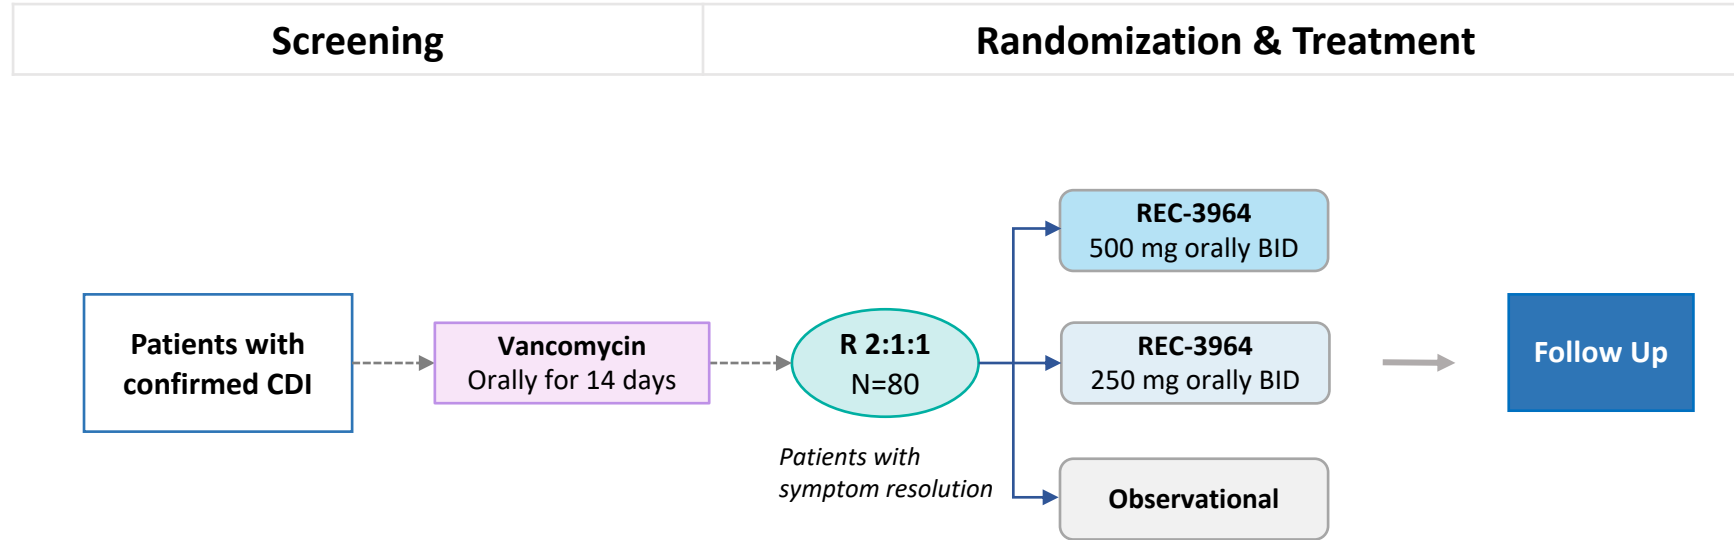 Screening
Randomization & Treatment
Patients with
confirmed CDI
Vancomycin
Orally for 14 days
R 2:1:1
N=80
Patients with
symptom resolution
REC-3964
500 mg orally BID
REC-3964
250 mg orally BID
Observational
Follow Up